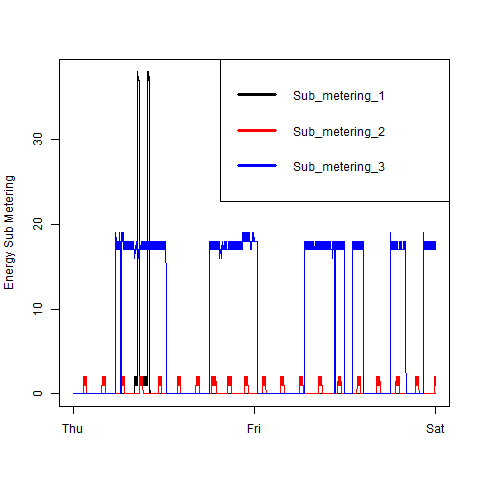 Sub_metering_1
Sub_metering_2
Sub_metering_3
Energy Sub Metering
30
20
10
0
Thu Fri Sat